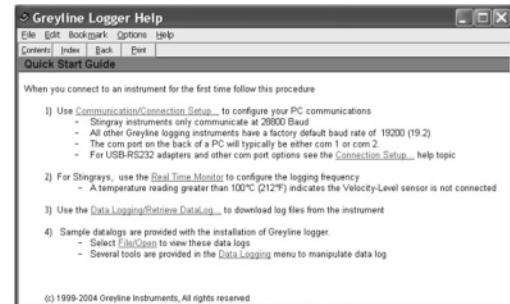 Greyline Logger Help
File Edit Bookmark Options Help
Contents Index Back Print
Quick Start Guide
When you connect to an instrument for the first time follow this procedure
1) Use Communication/Connection Setup... to configure your PC communications
- Stingray instruments only communicate at 28800 Baud
- All other Greyline logging instruments have a factory default baud rate of 19200 (19.2)
- The com port on the back of a PC will typically be either com 1 or com 2.
- For USB-RS232 adapters and other com port options see the Connection Setup... help topic
2) For Stingrays, use the Real Time Monitor to configure the logging frequency
- A temperature reading greater than 100°C (212°F) indicates the Velocity-Level sensor is not connected
3) Use the Data Logging/Retrieve DataLog... to download log files from the instrument
4) Sample datalogs are provided with the installation of Greyline logger.
- Select File/Open to view these data logs
- Several tools are provided in the Data Logging menu to manipulate data log
(c) 1999-2004 Greyline Instruments, All rights reserved